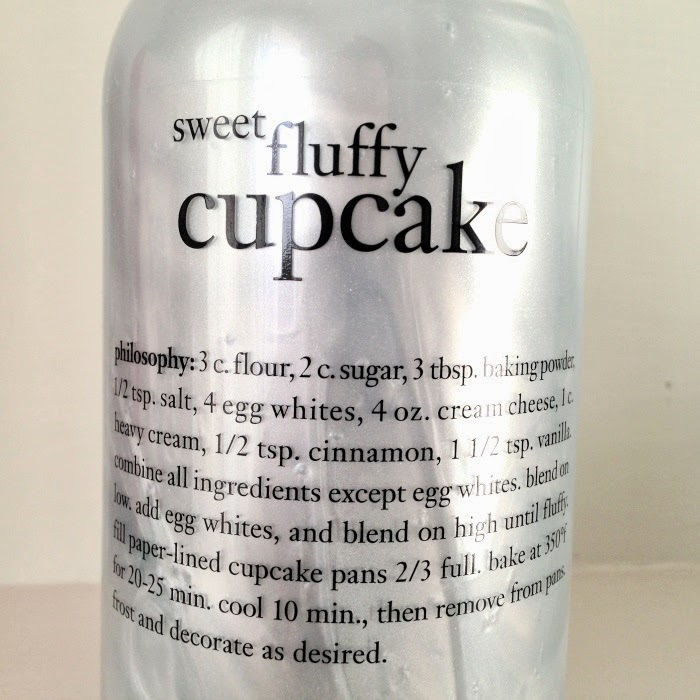 sweet
fluffy
cupcake
philosophy: 3 c. flour, 2 c. sugar, 3 tbsp. baking powder,
1/2 tsp. salt, 4 egg whites, 4 oz. cream cheese, 1 c.
heavy cream, 1/2 tsp. cinnamon, 1 1/2 tsp. vanilla.
combine all ingredients except egg whites. blend on
low. add egg whites, and blend on high until fluffy.
fill paper-lined cupcake pans 2/3 full. bake at 350°f
for 20-25 min. cool 10 min., then remove from pans.
frost and decorate as desired.